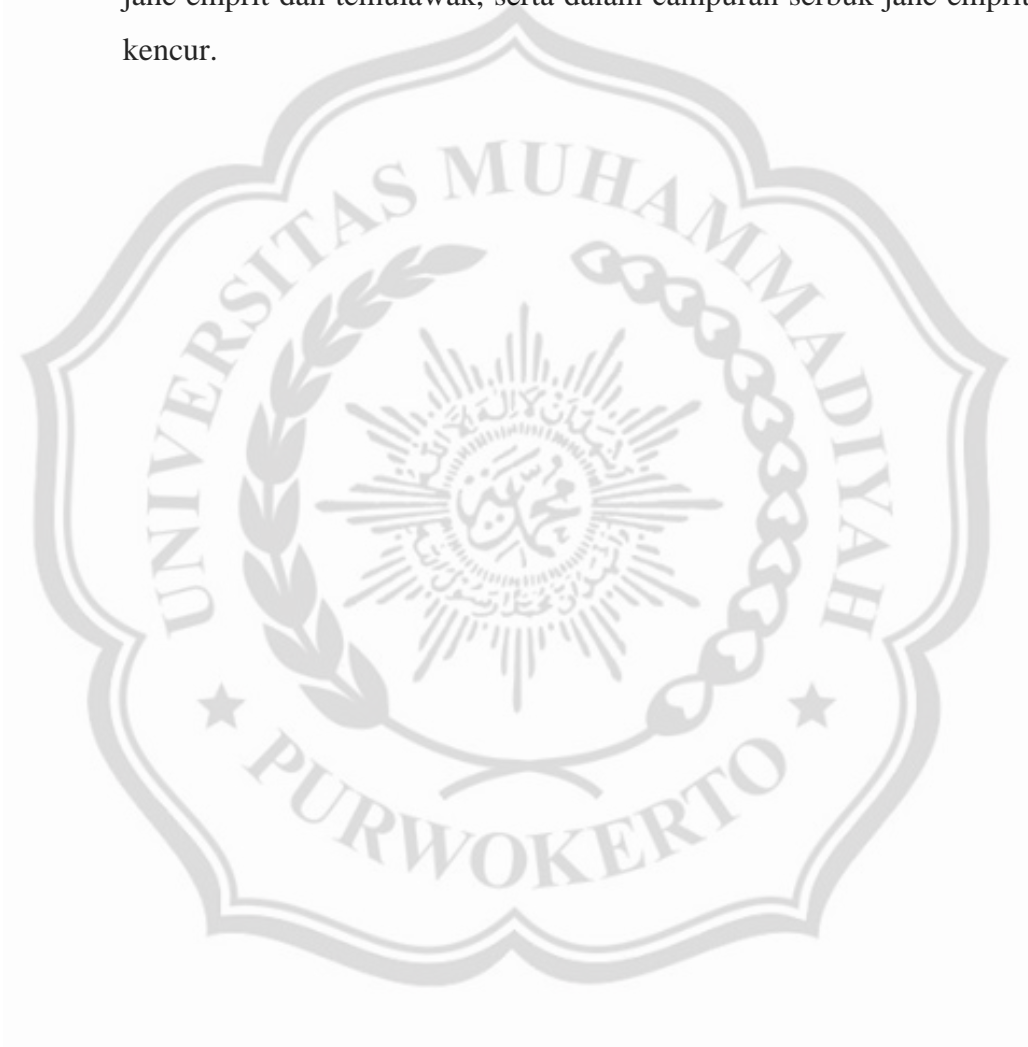 jahe emprit dan temulawak, serta dalam campuran serbuk jahe emprit
kencur.
UNIVERSITAS MUHAMMADIYAH
PURWOKERTO